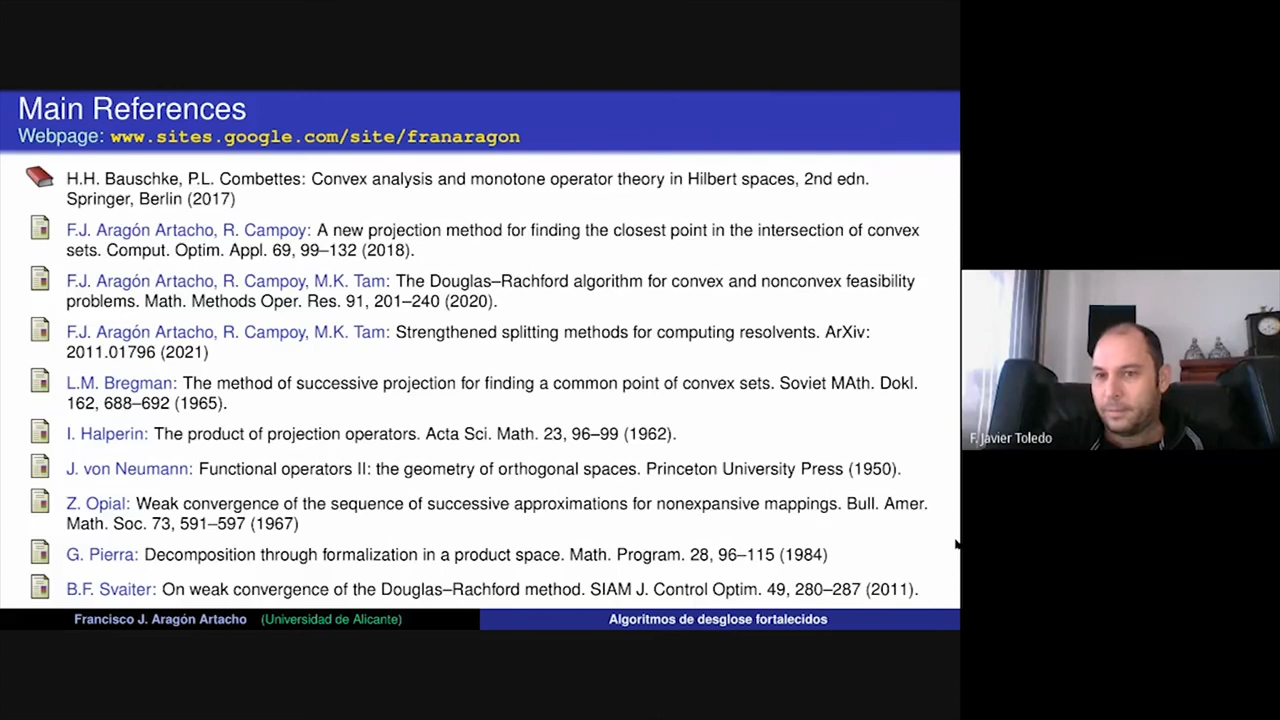 Main References
Webpage: www.sites.google.com/site/franaragon
H.H. Bauschke, P.L. Combettes: Convex analysis and monotone operator theory in Hilbert spaces, 2nd edn.
Springer, Berlin (2017)
F.J. Aragón Artacho, R. Campoy: A new projection method for finding the closest point in the intersection of convex
sets. Comput. Optim. Appl. 69, 99–132 (2018).
F.J. Aragón Artacho, R. Campoy, M.K. Tam: The Douglas–Rachford algorithm for convex and nonconvex feasibility
problems. Math. Methods Oper. Res. 91, 201–240 (2020).
F.J. Aragón Artacho, R. Campoy, M.K. Tam: Strengthened splitting methods for computing resolvents. ArXiv:
2011.01796 (2021)
L.M. Bregman: The method of successive projection for finding a common point of convex sets. Soviet MAth. Dokl.
162, 688–692 (1965).
I. Halperin: The product of projection operators. Acta Sci. Math. 23, 96–99 (1962).
J. von Neumann: Functional operators II: the geometry of orthogonal spaces. Princeton University Press (1950).
Z. Opial: Weak convergence of the sequence of successive approximations for nonexpansive mappings. Bull. Amer.
Math. Soc. 73, 591–597 (1967)
G. Pierra: Decomposition through formalization in a product space. Math. Program. 28, 96–115 (1984)
B.F. Svaiter: On weak convergence of the Douglas–Rachford method. SIAM J. Control Optim. 49, 280–287 (2011).
Francisco J. Aragón Artacho (Universidad de Alicante)
Algoritmos de desglose fortalecidos
F. Javier Toledo